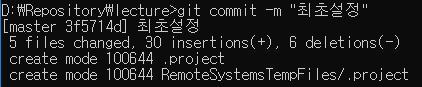 D:₩Repository₩lecture>git commit -m "최초설정"
[master 3f5714d] 최초설정
 5 files changed, 30 insertions(+), 6 deletions(-)
 create mode 100644 .project
 create mode 100644 RemoteSystemsTempFiles/.project